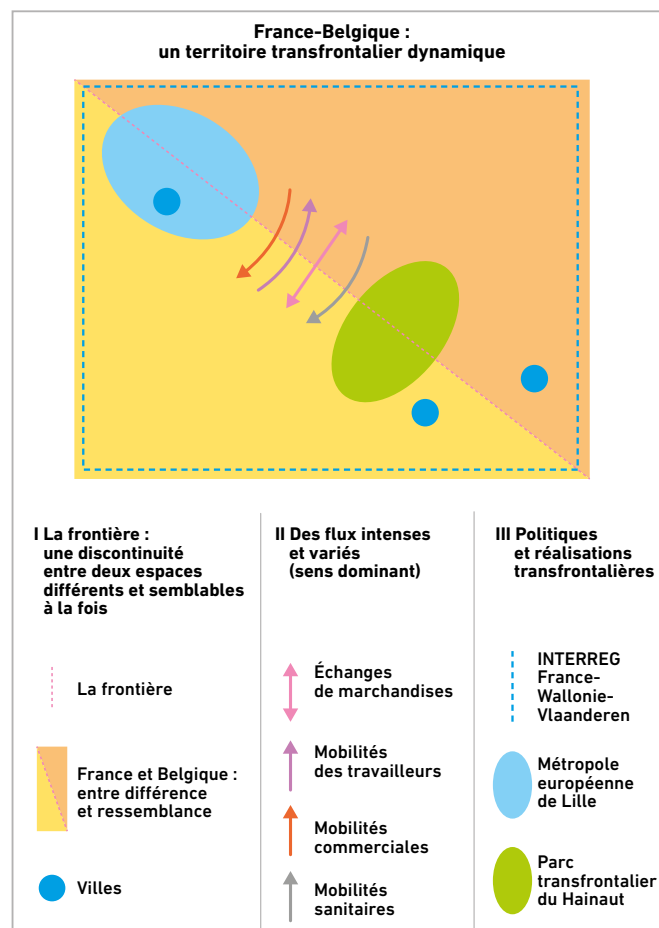 France-Belgique :
un territoire transfrontalier dynamique
I La frontière :
une discontinuité
entre deux espaces
différents et semblables
à la fois
La frontière
France et Belgique :
entre différence
et ressemblance
Villes
II Des flux intenses
et variés
(sens dominant)
Échanges
de marchandises
Mobilités
des travailleurs
Mobilités
commerciales
Mobilités
sanitaires
III Politiques
et réalisations
transfrontalières
INTERREG
France-
Wallonie-
Vlaanderen
Métropole
européenne
de Lille
Parc
transfrontalier
du Hainaut